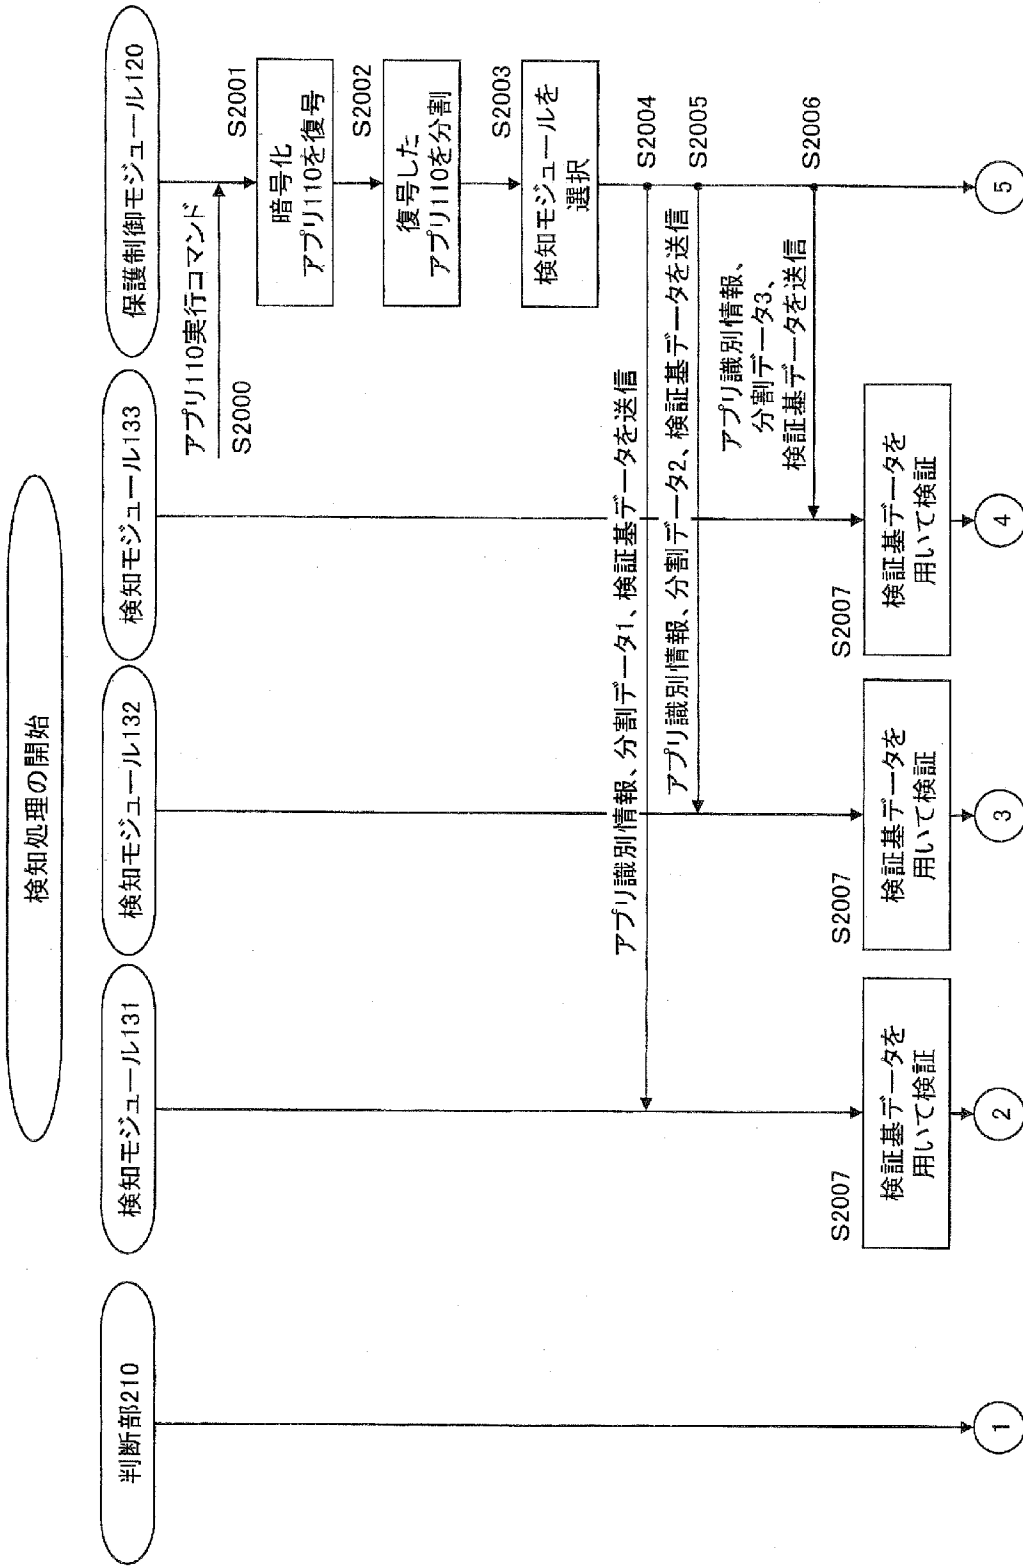 検知処理の開始
判断部210
検知モジュール131
検知モジュール132
検知モジュール133
保護制御モジュール120
アプリ110実行コマンド
S2000
S2001
暗号化
アプリ110を復号
S2002
復号した
アプリ110を分割
S2003
検知モジュールを
選択
S2004
アプリ識別情報、分割データ1、検証基データを送信
S2005
アプリ識別情報、分割データ2、検証基データを送信
S2006
アプリ識別情報、
分割データ3、
検証基データを送信
S2007
検証基データを
用いて検証
S2007
検証基データを
用いて検証
S2007
検証基データを
用いて検証
1
2
3
4
5